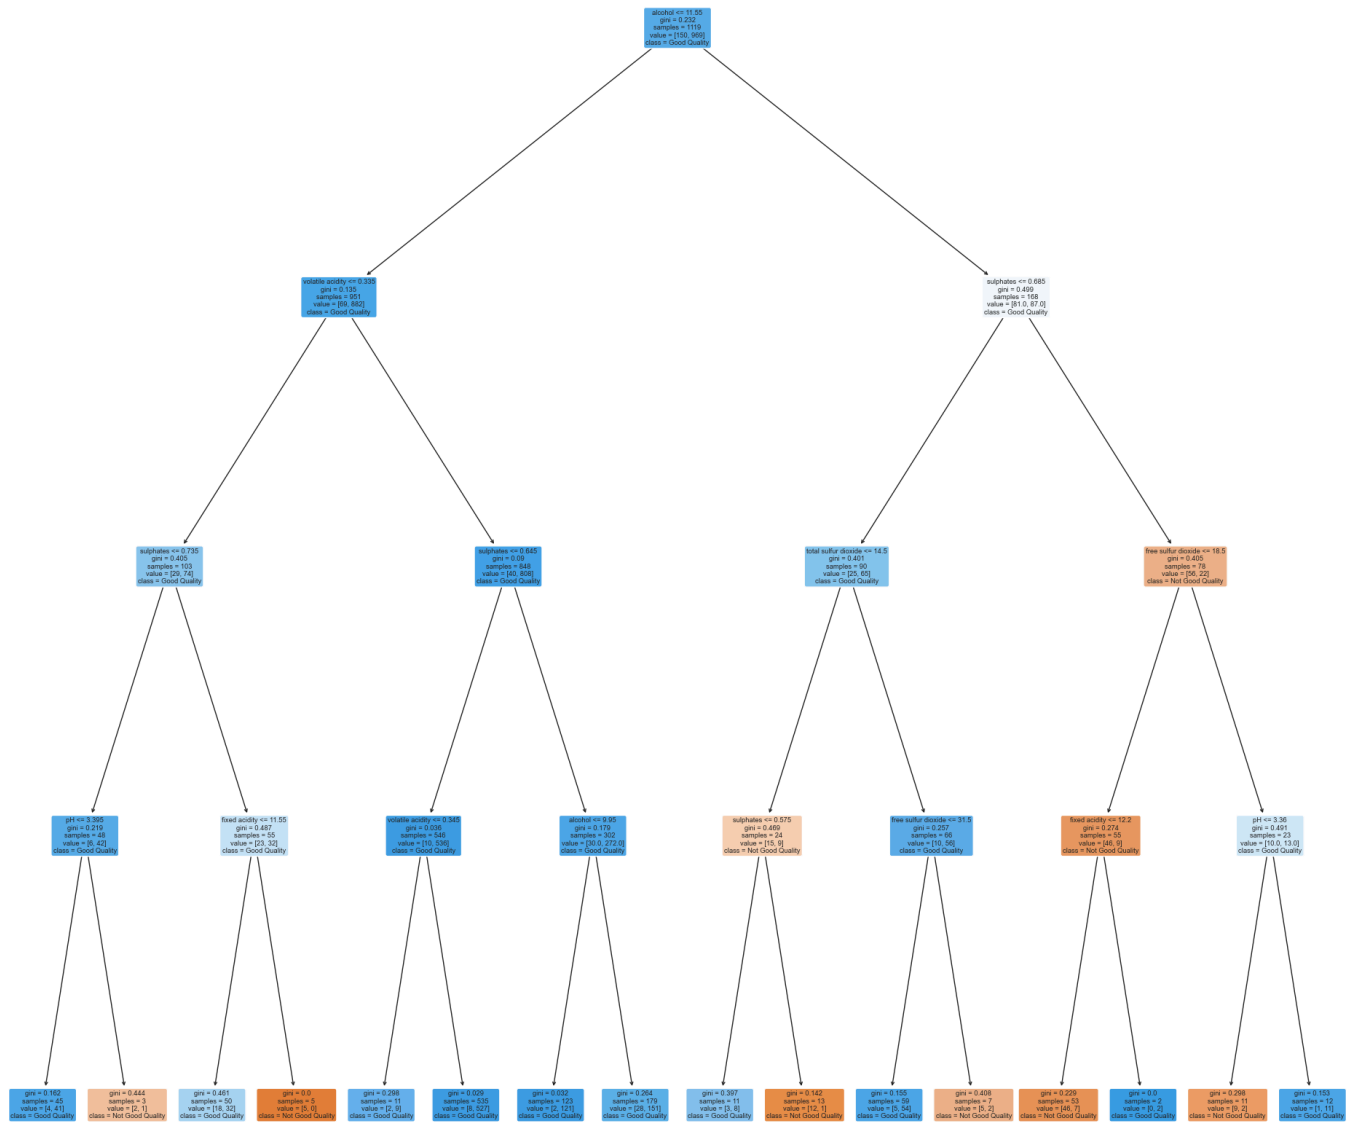 alcohol <= 11.55
gini = 0.232
samples = 1119
value = [150, 969]
class = Good Quality
volatile acidity <= 0.335
gini = 0.135
samples = 951
value = [69, 882]
class = Good Quality
sulphates <= 0.685
gini = 0.499
samples = 168
value = [81.0, 87.0]
class = Good Quality
sulphates <= 0.735
gini = 0.405
samples = 103
value = [29, 74]
class = Good Quality
sulphates <= 0.645
gini = 0.09
samples = 848
value = [40, 808]
class = Good Quality
total sulfur dioxide <= 14.5
gini = 0.401
samples = 90
value = [25, 65]
class = Good Quality
free sulfur dioxide <= 18.5
gini = 0.405
samples = 78
value = [56, 22]
class = Not Good Quality
pH <= 3.395
gini = 0.219
samples = 48
value = [6, 42]
class = Good Quality
fixed acidity <= 11.55
gini = 0.487
samples = 55
value = [23, 32]
class = Good Quality
volatile acidity <= 0.345
gini = 0.036
samples = 546
value = [10, 536]
class = Good Quality
alcohol <= 9.95
gini = 0.179
samples = 302
value = [30.0, 272.0]
class = Good Quality
sulphates <= 0.575
gini = 0.469
samples = 24
value = [15, 9]
class = Not Good Quality
free sulfur dioxide <= 31.5
gini = 0.257
samples = 66
value = [10, 56]
class = Good Quality
fixed acidity <= 12.2
gini = 0.274
samples = 55
value = [46, 9]
class = Not Good Quality
pH <= 3.36
gini = 0.491
samples = 23
value = [10.0, 13.0]
class = Good Quality
gini = 0.162
samples = 45
value = [4, 41]
class = Good Quality
gini = 0.444
samples = 3
value = [2, 1]
class = Not Good Quality
gini = 0.461
samples = 50
value = [18, 32]
class = Good Quality
gini = 0.0
samples = 5
value = [5, 0]
class = Not Good Quality
gini = 0.298
samples = 11
value = [2, 9]
class = Good Quality
gini = 0.029
samples = 535
value = [8, 527]
class = Good Quality
gini = 0.032
samples = 123
value = [2, 121]
class = Good Quality
gini = 0.264
samples = 179
value = [28, 151]
class = Good Quality
gini = 0.397
samples = 11
value = [3, 8]
class = Good Quality
gini = 0.142
samples = 13
value = [12, 1]
class = Not Good Quality
gini = 0.155
samples = 59
value = [5, 54]
class = Good Quality
gini = 0.408
samples = 7
value = [5, 2]
class = Not Good Quality
gini = 0.229
samples = 53
value = [46, 7]
class = Not Good Quality
gini = 0.0
samples = 2
value = [0, 2]
class = Good Quality
gini = 0.298
samples = 11
value = [9, 2]
class = Not Good Quality
gini = 0.153
samples = 12
value = [1, 11]
class = Good Quality